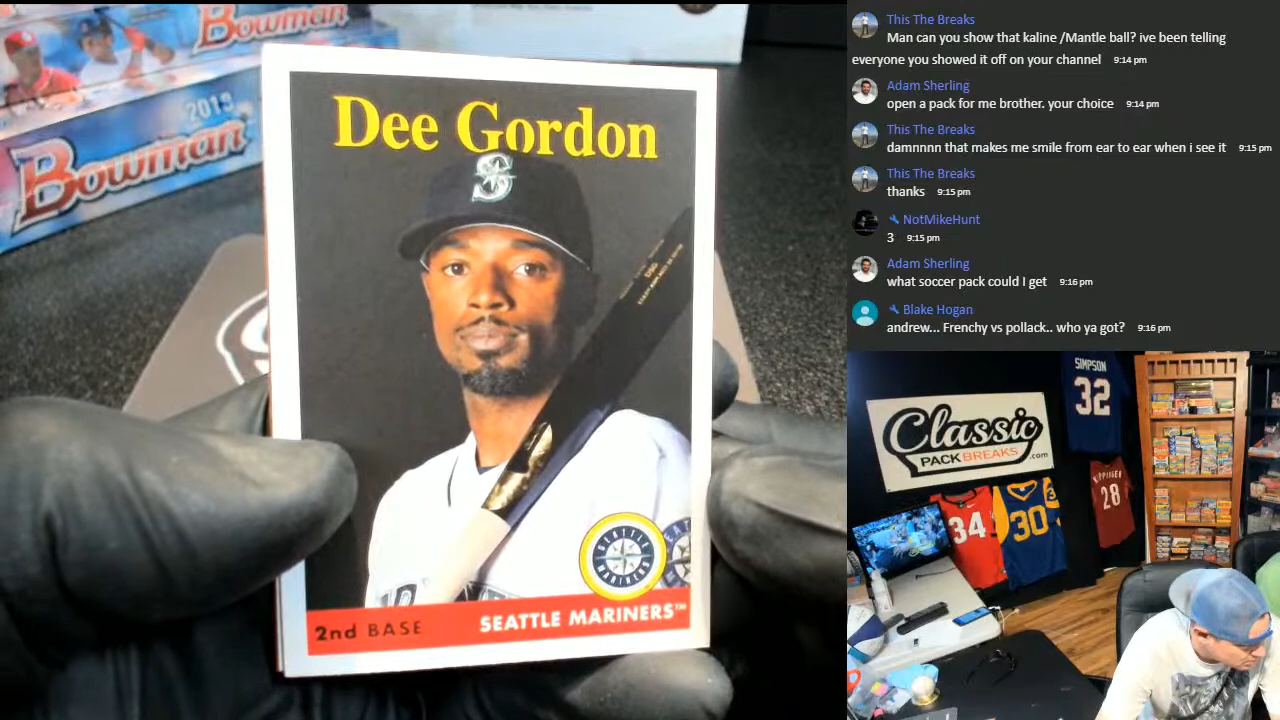 Bowman
2019
Bowman
Dee Gordon
S
2nd BASE
SEATTLE MARINERS™
SEATTLE
MARINERS
This The Breaks
Man can you show that kaline /Mantle ball? ive been telling
everyone you showed it off on your channel 9:14 pm
Adam Sherling
open a pack for me brother. your choice 9:14 pm
This The Breaks
damnnnn that makes me smile from ear to ear when i see it 9:15 pm
This The Breaks
thanks 9:15 pm
NotMikeHunt
3 9:15 pm
Adam Sherling
what soccer pack could I get 9:16 pm
Blake Hogan
andrew... Frenchy vs pollack.. who ya got? 9:16 pm
Classic
PACK BREAKS.com
SIMPSON
32
34
30
28